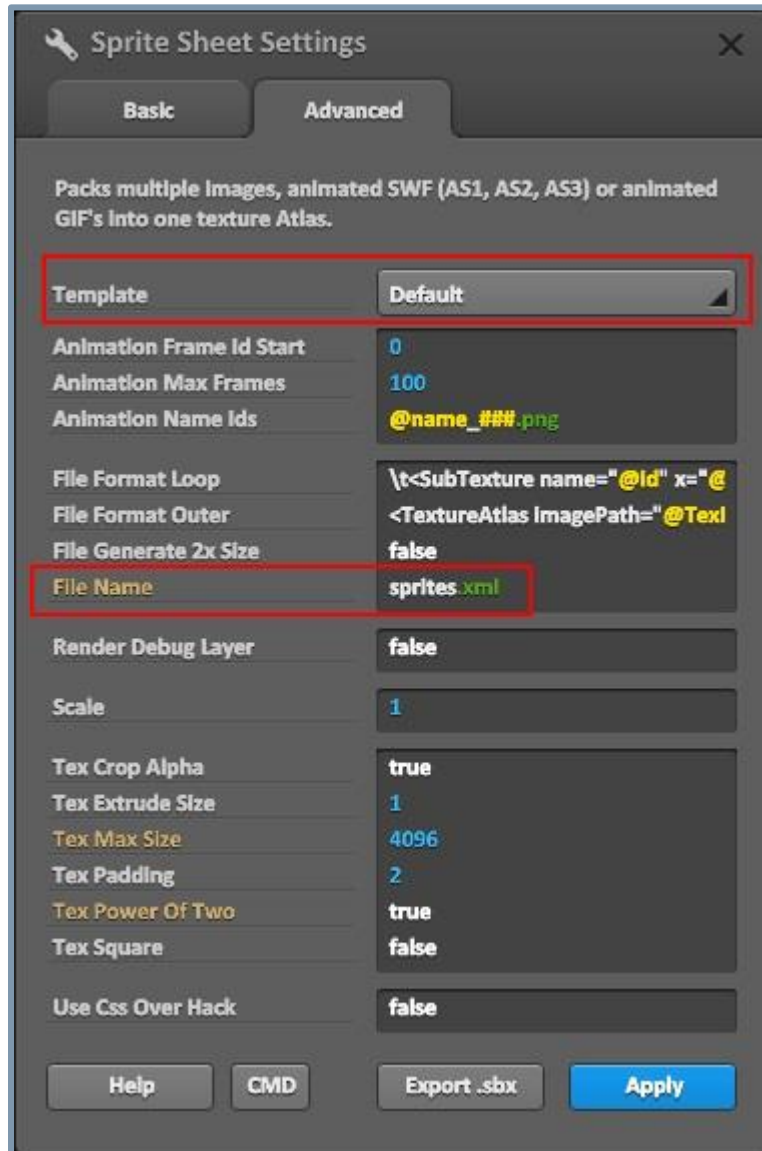 Sprite Sheet Settings
Basic
Advanced
Packs multiple images, animated SWF (AS1, AS2, AS3) or animated
GIF's into one texture Atlas.
Template Default
Animation Frame Id Start 0
Animation Max Frames 100
Animation Name Ids @name_###.png
File Format Loop \t<SubTexture name="@id" x="@
File Format Outer <TextureAtlas imagePath="@Tex
File Generate 2x Size false
File Name sprites.xml
Render Debug Layer false
Scale 1
Tex Crop Alpha true
Tex Extrude Size 1
Tex Max Size 4096
Tex Padding 2
Tex Power Of Two true
Tex Square false
Use Css Over Hack false
Help
CMD
Export .sbx
Apply